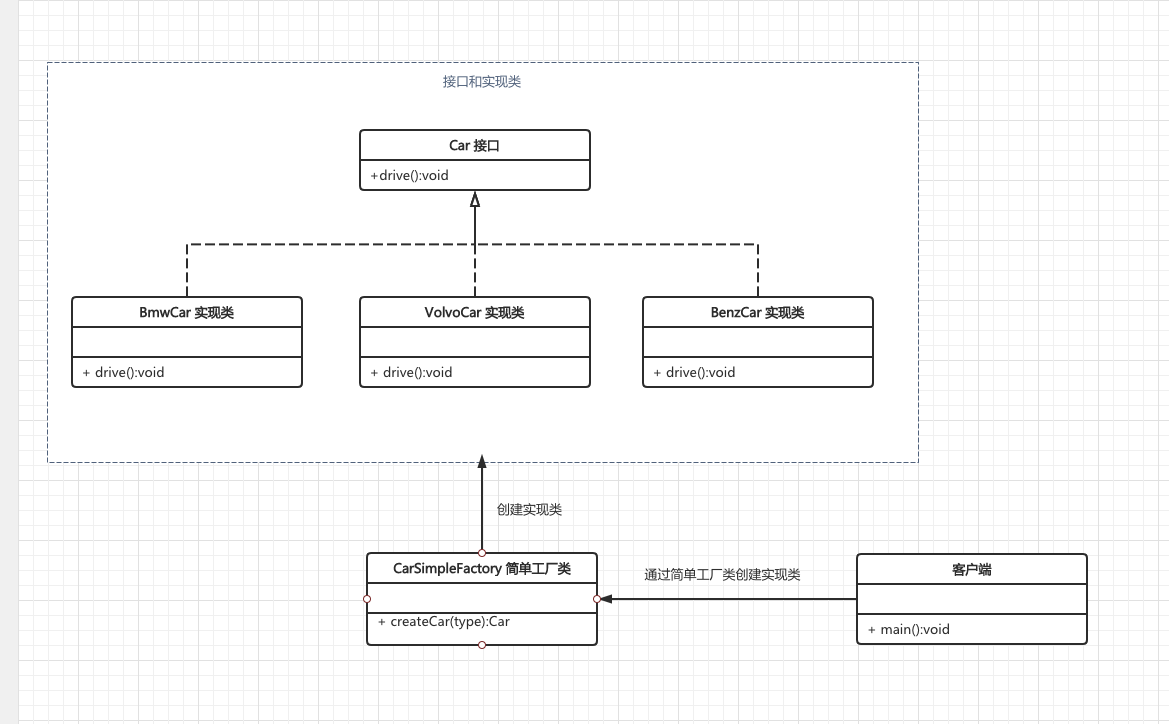 接口和实现类
Car 接口
+drive():void
BmwCar 实现类
+ drive():void
VolvoCar 实现类
+ drive():void
BenzCar 实现类
+ drive():void
创建实现类
CarSimpleFactory 简单工厂类
+ createCar(type):Car
通过简单工厂类创建实现类
客户端
+ main():void